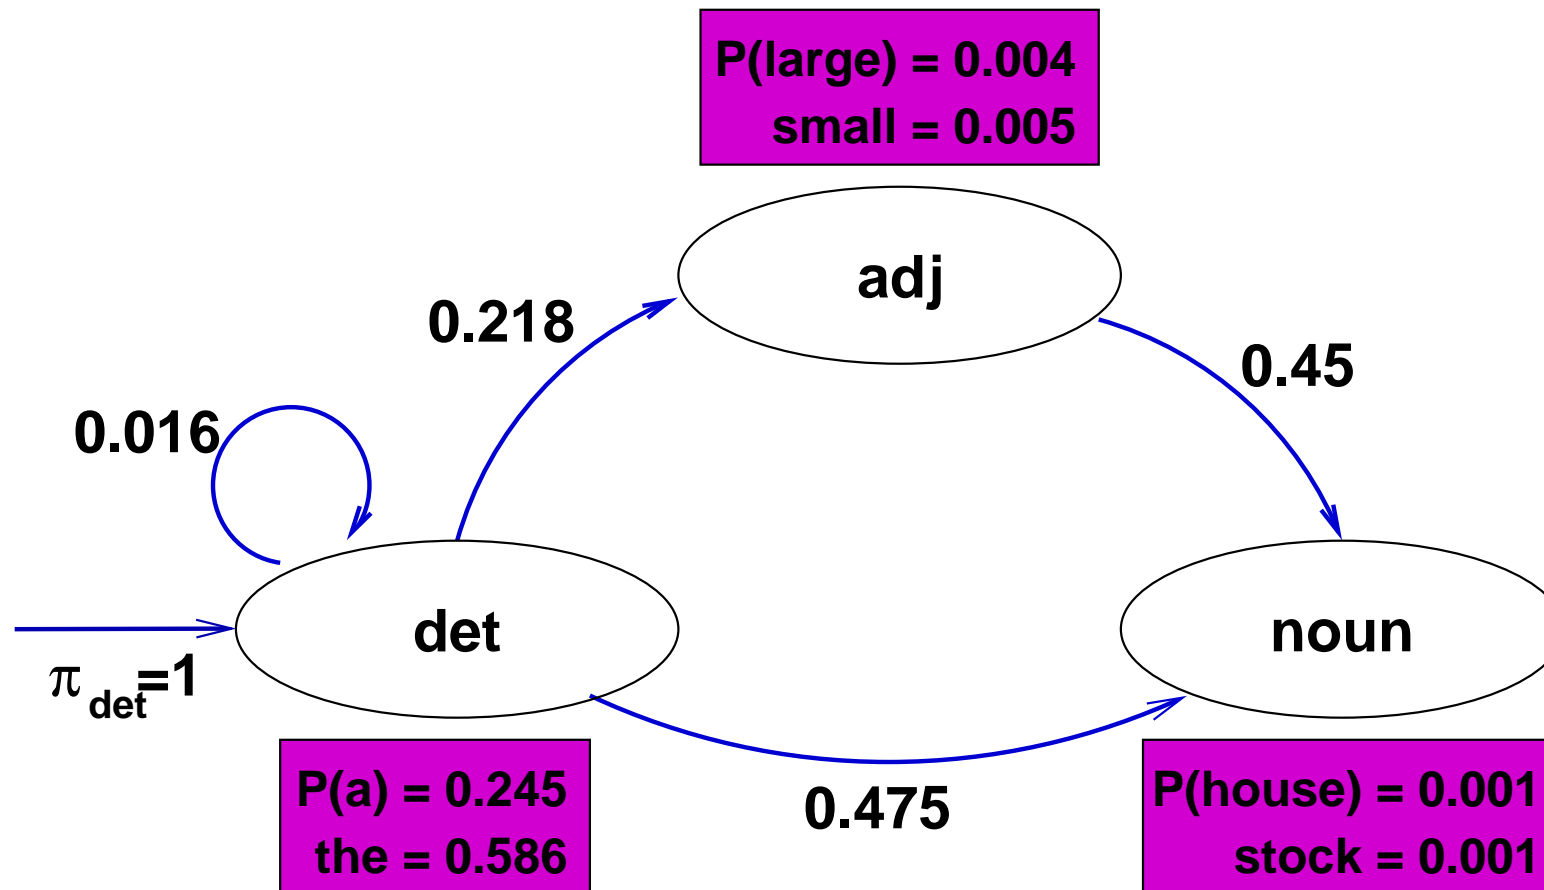 P(large) = 0.004
small = 0.005
adj
0.218
0.45
0.016
det
noun
π det=1
P(a) = 0.245
the = 0.586
0.475
P(house) = 0.001
stock = 0.001